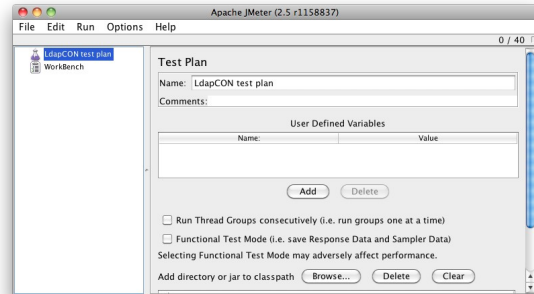 Apache JMeter (2.5 r1158837)
File Edit Run Options Help
0 / 40
LdapCON test plan
WorkBench
Test Plan
Name: LdapCON test plan
Comments:
User Defined Variables
Name: Value
Add Delete
Run Thread Groups consecutively (i.e. run groups one at a time)
Functional Test Mode (i.e. save Response Data and Sampler Data)
Selecting Functional Test Mode may adversely affect performance.
Add directory or jar to classpath Browse... Delete Clear